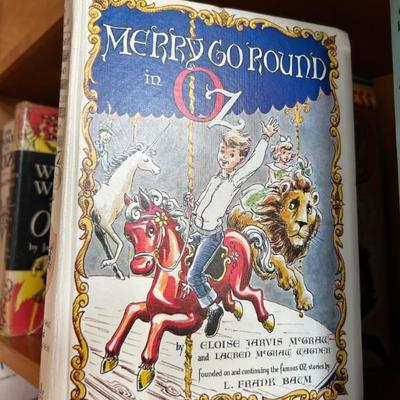 MERRY GO ROUND
in OZ
by ELOISE JARVIS McGRAW
and LAUREN McGRAW WAGNER
founded on and continuing the famous OZ stories by
L. FRANK BAUM